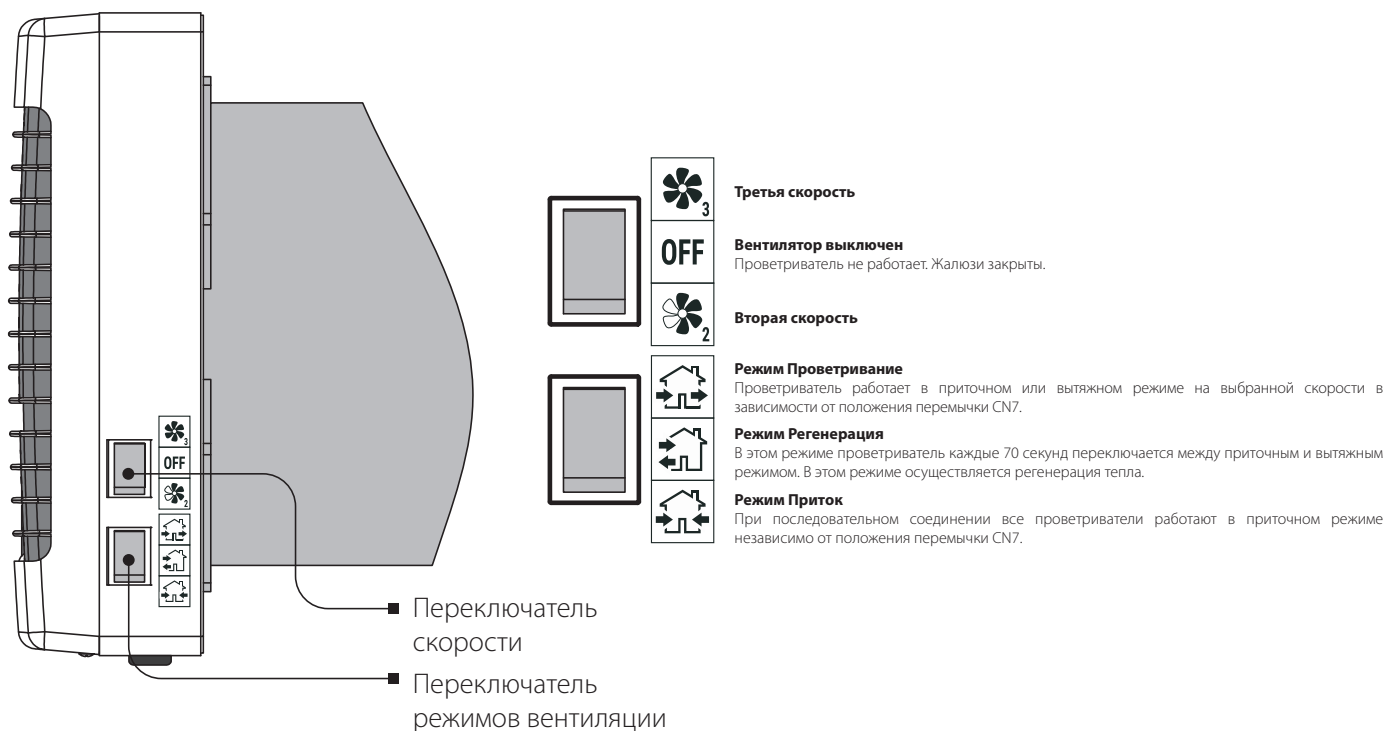 3
OFF
2
Переключатель
скорости
Переключатель
режимов вентиляции
3
Третья скорость
OFF
Вентилятор выключен
Проветриватель не работает. Жалюзи закрыты.
2
Вторая скорость
Режим Проветривание
Проветриватель работает в приточном или вытяжном режиме на выбранной скорости в
зависимости от положения перемычки CN7.
Режим Регенерация
В этом режиме проветриватель каждые 70 секунд переключается между приточным и вытяжным
режимом. В этом режиме осуществляется регенерация тепла.
Режим Приток
При последовательном соединении все проветриватели работают в приточном режиме
независимо от положения перемычки CN7.